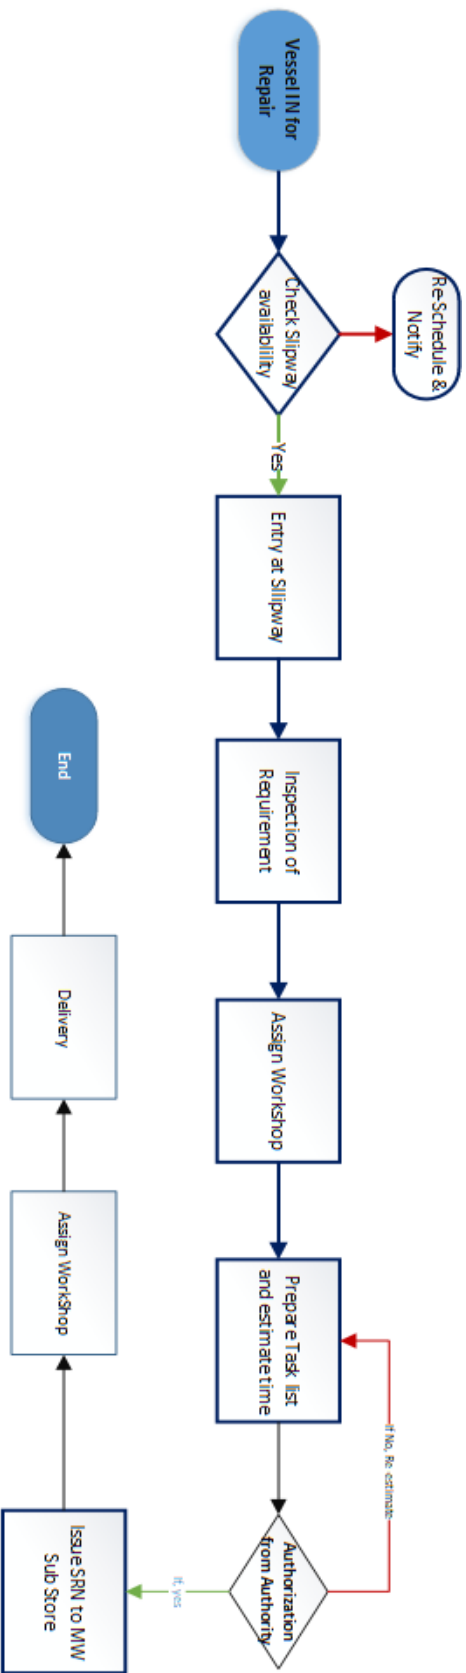 Vessel IN for
Repair
Re-Schedule &
Notify
Check Slipway
availablility
Yes
Entry at Sllipway
Inspection of
Requirement
Assign Workshop
Prepare Task list
and estimate time
If No, Re estimate
Authorization
from Authority
If, yes
Issue SRN to MW
Sub Store
Assign WorkShop
Delivery
End